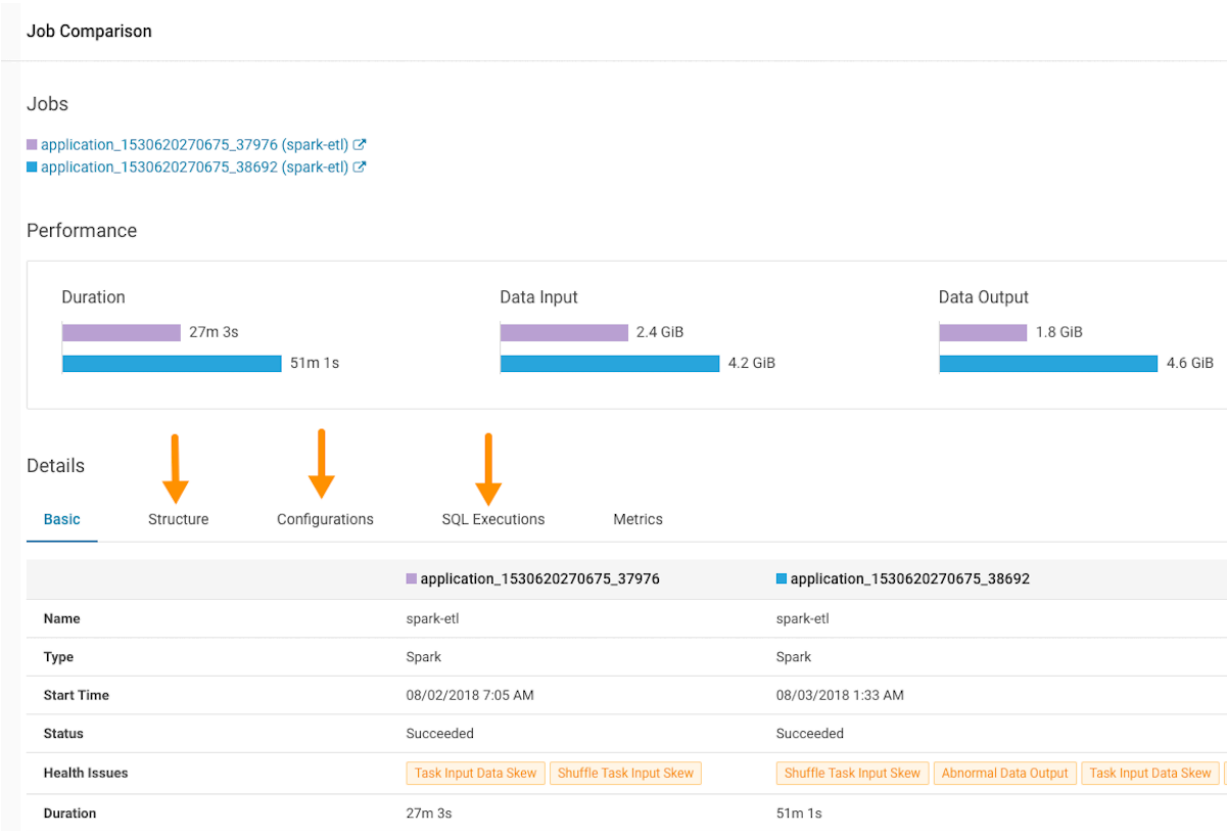 Job Comparison
Jobs
application_1530620270675_37976 (spark-etl)
application_1530620270675_38692 (spark-etl)
Performance
Duration Data Input Data Output
27m 3s 2.4 GiB 1.8 GiB
51m 1s 4.2 GiB 4.6 GiB
Details
Basic Structure Configurations SQL Executions Metrics
application_1530620270675_37976 application_1530620270675_38692
Name spark-etl spark-etl
Type Spark Spark
Start Time 08/02/2018 7:05 AM 08/03/2018 1:33 AM
Status Succeeded Succeeded
Health Issues Task Input Data Skew Shuffle Task Input Skew Shuffle Task Input Skew Abnormal Data Output Task Input Data Skew
Duration 27m 3s 51m 1s